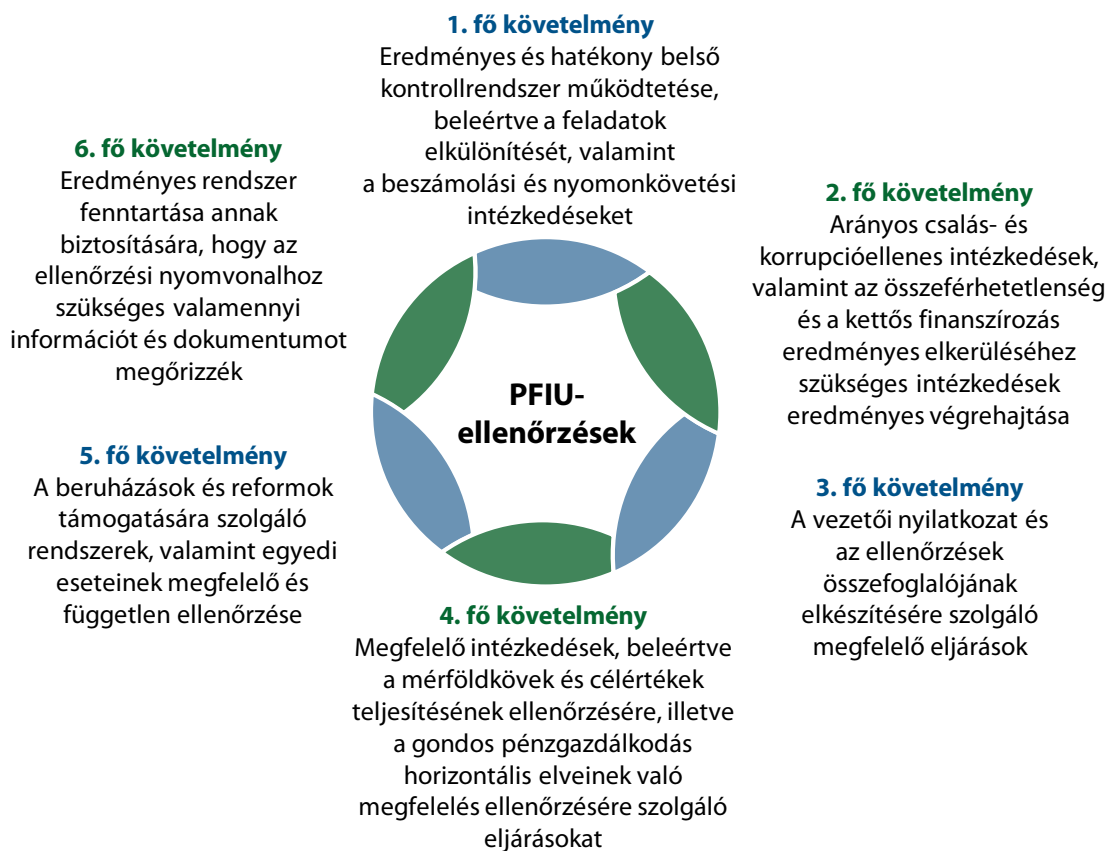 1. fő követelmény
Eredményes és hatékony belső
kontrollrendszer működtetése,
beleértve a feladatok
elkülönítését, valamint
a beszámolási és nyomonkövetési
intézkedéseket
2. fő követelmény
Arányos csalás- és
korrupcióellenes intézkedések,
valamint az összeférhetetlenség
és a kettős finanszírozás
eredményes elkerüléséhez
szükséges intézkedések
eredményes végrehajtása
3. fő követelmény
A vezetői nyilatkozat és
az ellenőrzések
összefoglalójának
elkészítésére szolgáló
megfelelő eljárások
4. fő követelmény
Megfelelő intézkedések, beleértve
a mérföldkövek és célértékek
teljesítésének ellenőrzésére, illetve
a gondos pénzgazdálkodás
horizontális elveinek való
megfelelés ellenőrzésére szolgáló
eljárásokat
5. fő követelmény
A beruházások és reformok
támogatására szolgáló
rendszerek, valamint egyedi
eseteinek megfelelő és
független ellenőrzése
6. fő követelmény
Eredményes rendszer
fenntartása annak
biztosítására, hogy az
ellenőrzési nyomvonalhoz
szükséges valamennyi
információt és dokumentumot
megőrizzék
PFIU-
ellenőrzések